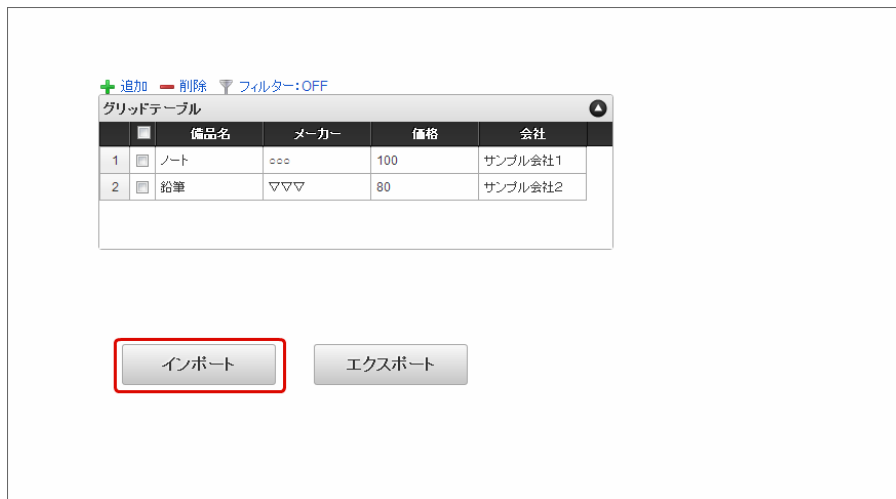 追加 削除 フィルター:OFF
グリッドテーブル
備品名 メーカー 価格 会社
1 ノート ○○○ 100 サンプル会社1
2 鉛筆 ▽▽▽ 80 サンプル会社2
インポート エクスポート